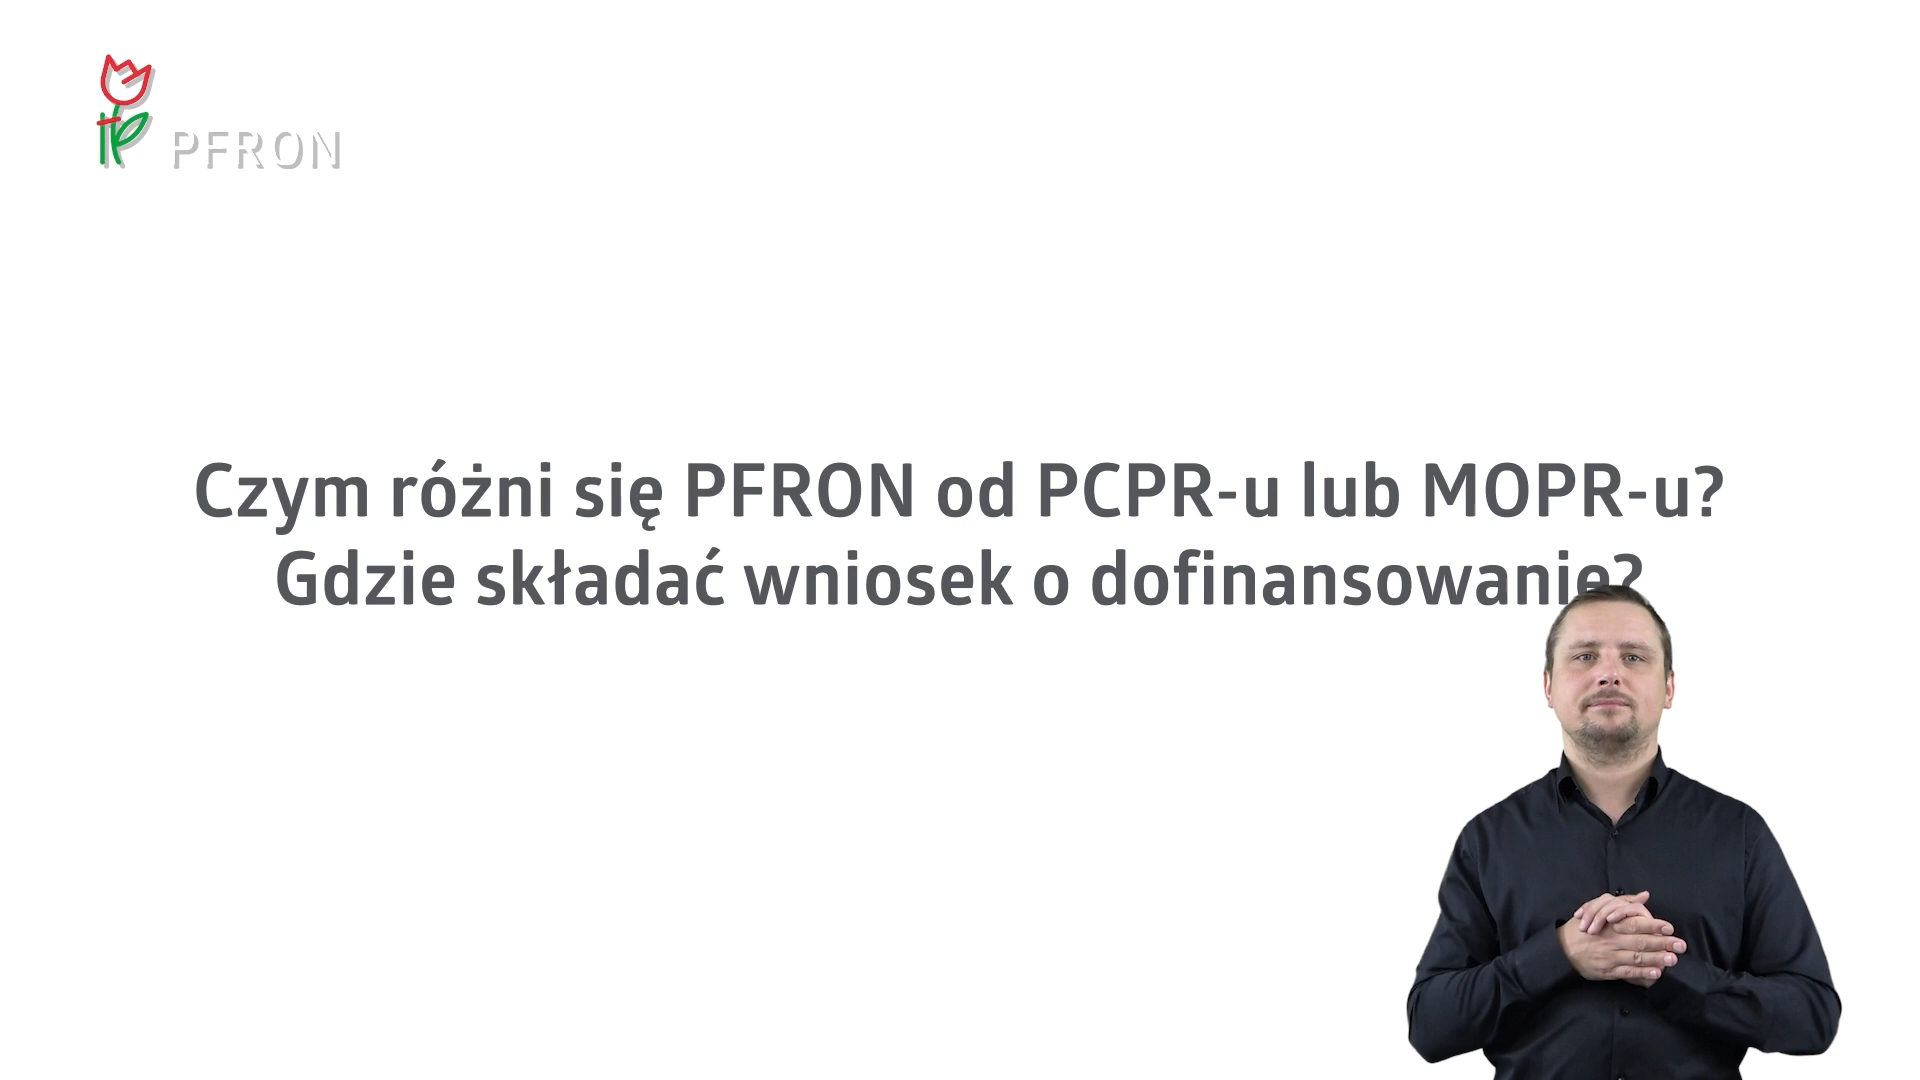 PFRON
Czym różni się PFRON od PCPR-u lub MOPR-u?
Gdzie składać wniosek o dofinansowanie?